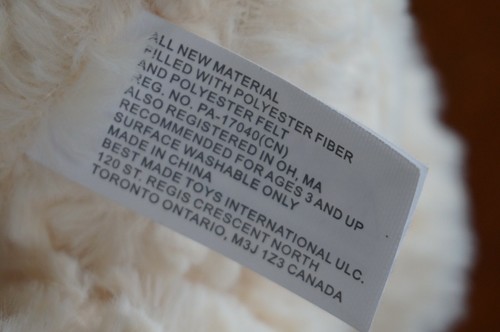 ALL NEW MATERIAL
FILLED WITH POLYESTER FIBER
AND POLYESTER FELT
REG. NO. PA-17040(CN)
ALSO REGISTERED IN OH, MA
RECOMMENDED FOR AGES 3 AND UP
SURFACE WASHABLE ONLY
MADE IN CHINA
BEST MADE TOYS INTERNATIONAL ULC.
120 ST. REGIS CRESCENT NORTH
TORONTO ONTARIO, M3J 1Z3 CANADA